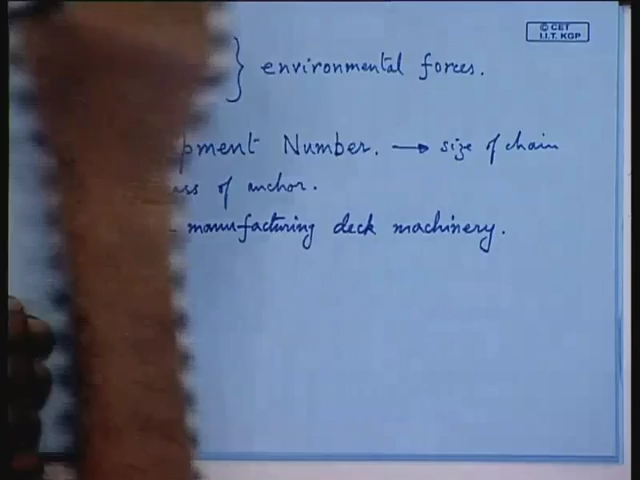 © CET
I.I.T. KGP
} environmental forces.
pment Number. → size of chain
ss of anchor.
manufacturing deck machinery.